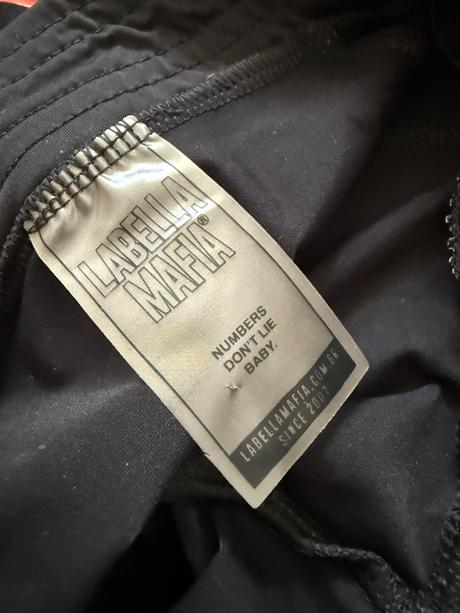 LABELLA
MAFIA®
NUMBERS
DON'T LIE
BABY.
LABELLAMAFIA.COM.BR
SINCE 2007